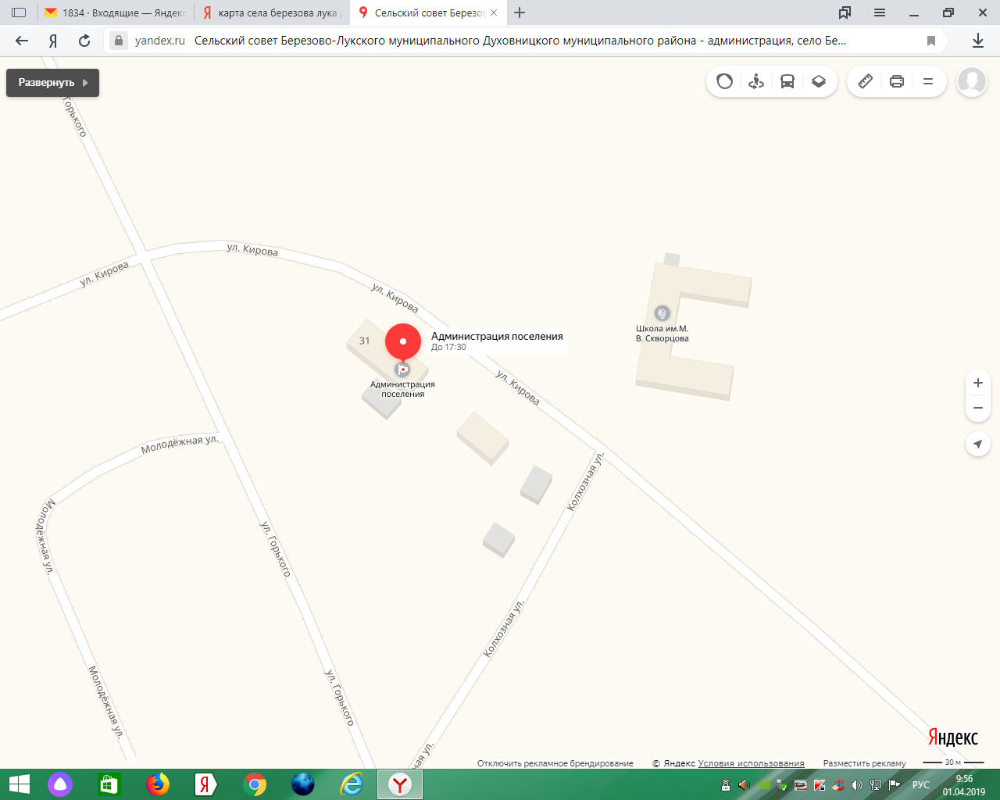 1834 · Входящие — Яндекс
карта села березова лука д
Сельский совет Березов
yandex.ru Сельский совет Березово-Лукского муниципального Духовницкого муниципального района - администрация, село Бе...
Развернуть
Горького
ул. Кирова
ул. Кирова
ул. Кирова
31
Администрация поселения
До 17:30
Администрация
поселения
Школа им.М.
В. Скворцова
ул. Кирова
Молодёжная ул.
Колхозная ул.
Молодёжная ул.
ул. Горького
Колхозная ул.
Молодёжная ул.
ул. Горького
ная ул.
Яндекс
Отключить рекламное брендирование
© Яндекс Условия использования
Разместить рекламу
30 м
РУС
9:56
01.04.2019